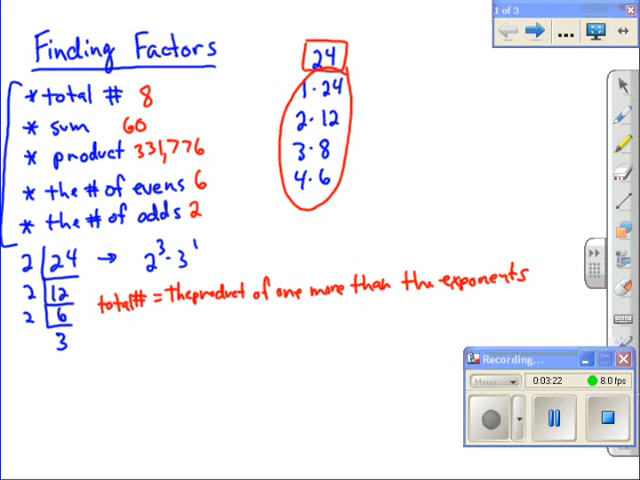 1 of 3
Finding Factors
24
* total # 8
1 · 24
* sum 60
2 · 12
* product 331,776
3 · 8
* the # of evens 6
4 · 6
* the # of odds 2
2 24 → 2³ · 3¹
2 12
total# = the product of one more than the exponents
2 6
3
Recording...
Menu
0:03:22
8.0 fps